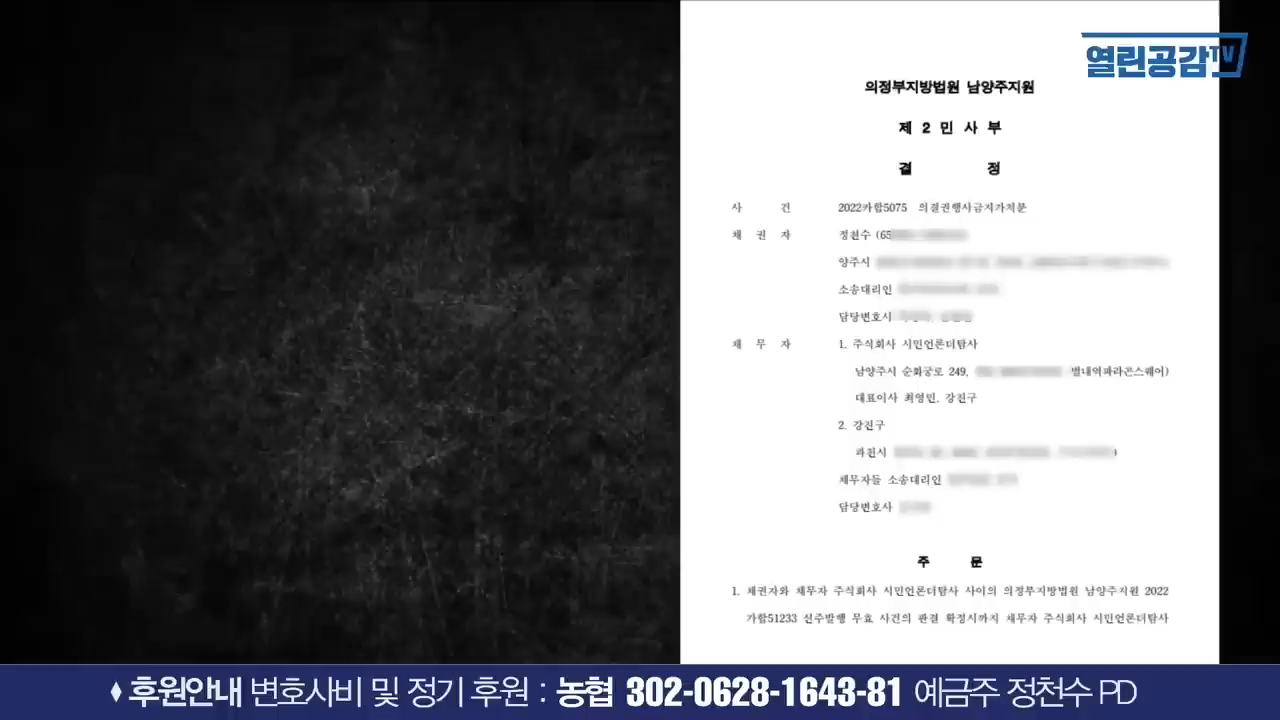 열린공감TV
의정부지방법원 남양주지원
제 2 민 사 부
결 정
사 건 2022카합5075 의결권행사금지가처분
채 권 자 정천수 (65
양주시
소송대리인
담당변호사
채 무 자 1. 주식회사 시민언론더탐사
남양주시 순화궁로 249, 별내역파라곤스퀘어)
대표이사 최영민, 강진구
2. 강진구
과천시 )
채무자들 소송대리인
담당변호사
주 문
1. 채권자와 채무자 주식회사 시민언론더탐사 사이의 의정부지방법원 남양주지원 2022
가합51233 신주발행 무효 사건의 판결 확정시까지 채무자 주식회사 시민언론더탐사
♦ 후원안내 변호사비 및 정기 후원 : 농협 302-0628-1643-81 예금주 정천수 PD